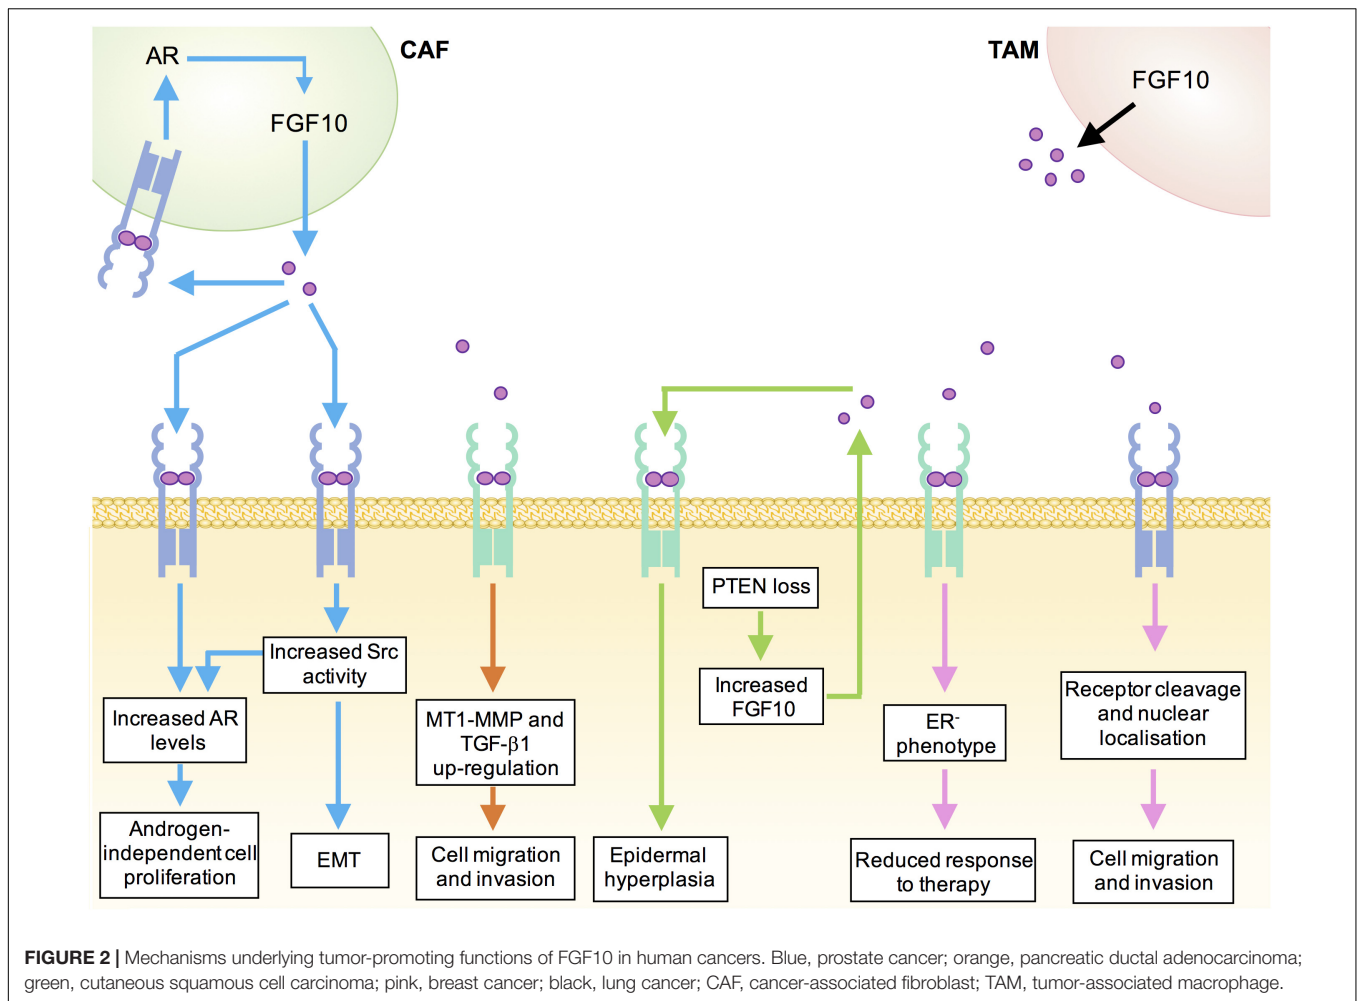 AR
CAF
FGF10
TAM
FGF10
PTEN loss
Increased Src
activity
Increased
FGF10
Increased AR
levels
MT1-MMP and
TGF-β1
up-regulation
ER-
phenotype
Receptor cleavage
and nuclear
localisation
Androgen-
independent cell
proliferation
EMT
Cell migration
and invasion
Epidermal
hyperplasia
Reduced response
to therapy
Cell migration
and invasion
FIGURE 2 | Mechanisms underlying tumor-promoting functions of FGF10 in human cancers. Blue, prostate cancer; orange, pancreatic ductal adenocarcinoma;
green, cutaneous squamous cell carcinoma; pink, breast cancer; black, lung cancer; CAF, cancer-associated fibroblast; TAM, tumor-associated macrophage.